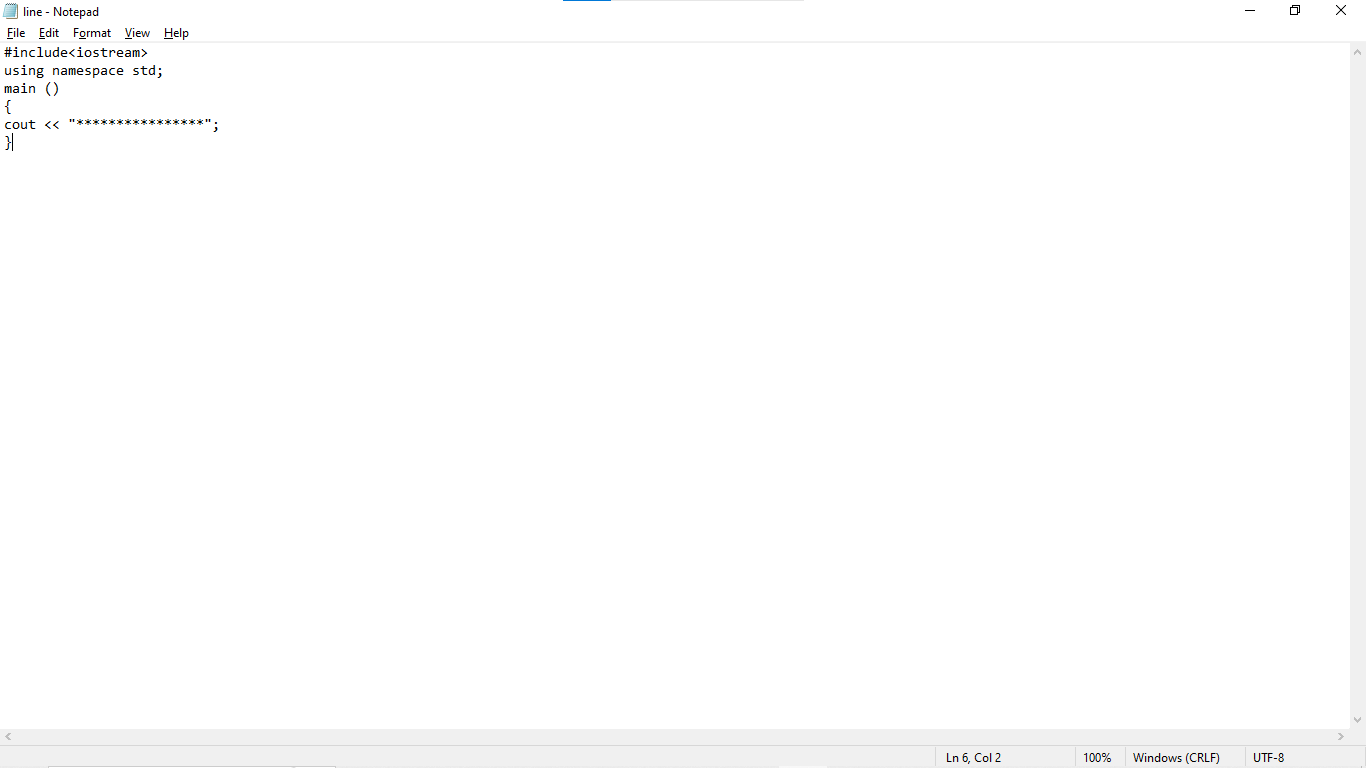 line - Notepad
File Edit Format View Help
#include<iostream>
using namespace std;
main ()
{
cout << "****************";
}
Ln 6, Col 2 100% Windows (CRLF) UTF-8